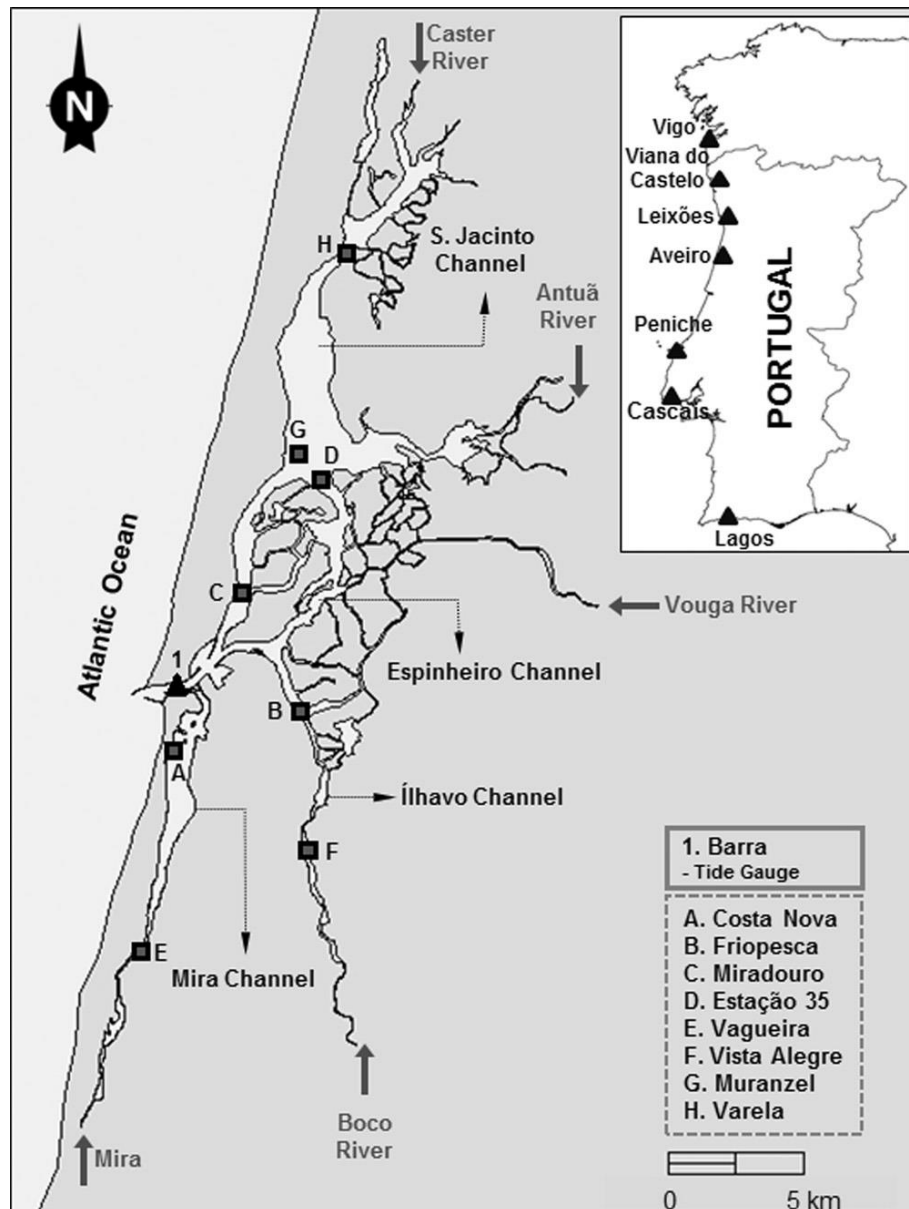 N
Caster
River
H
S. Jacinto
Channel
Antuã
River
G
D
Atlantic Ocean
C
Vouga River
1
Espinheiro Channel
B
A
Ílhavo Channel
F
E
Mira Channel
Boco
River
Mira
Vigo
Viana do
Castelo
Leixões
Aveiro
Peniche
PORTUGAL
Cascais
Lagos
1. Barra
- Tide Gauge
A. Costa Nova
B. Friopesca
C. Miradouro
D. Estação 35
E. Vagueira
F. Vista Alegre
G. Muranzel
H. Varela
0 5 km